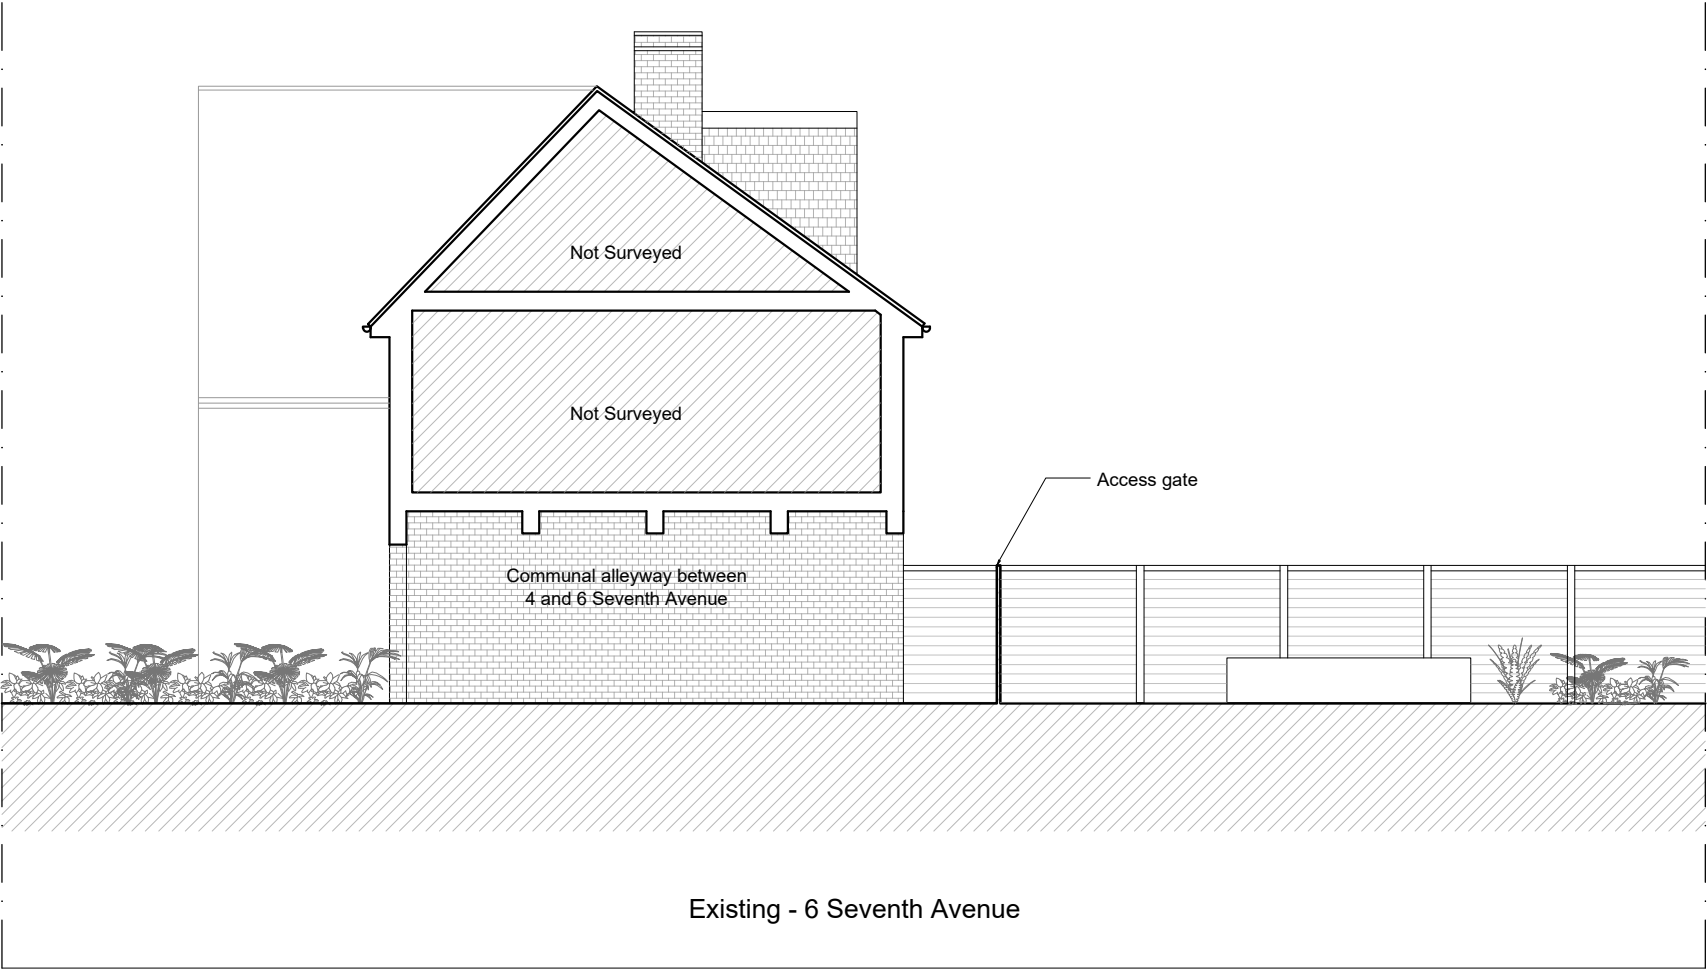 Not Surveyed
Not Surveyed
Access gate
Communal alleyway between
4 and 6 Seventh Avenue
Existing - 6 Seventh Avenue